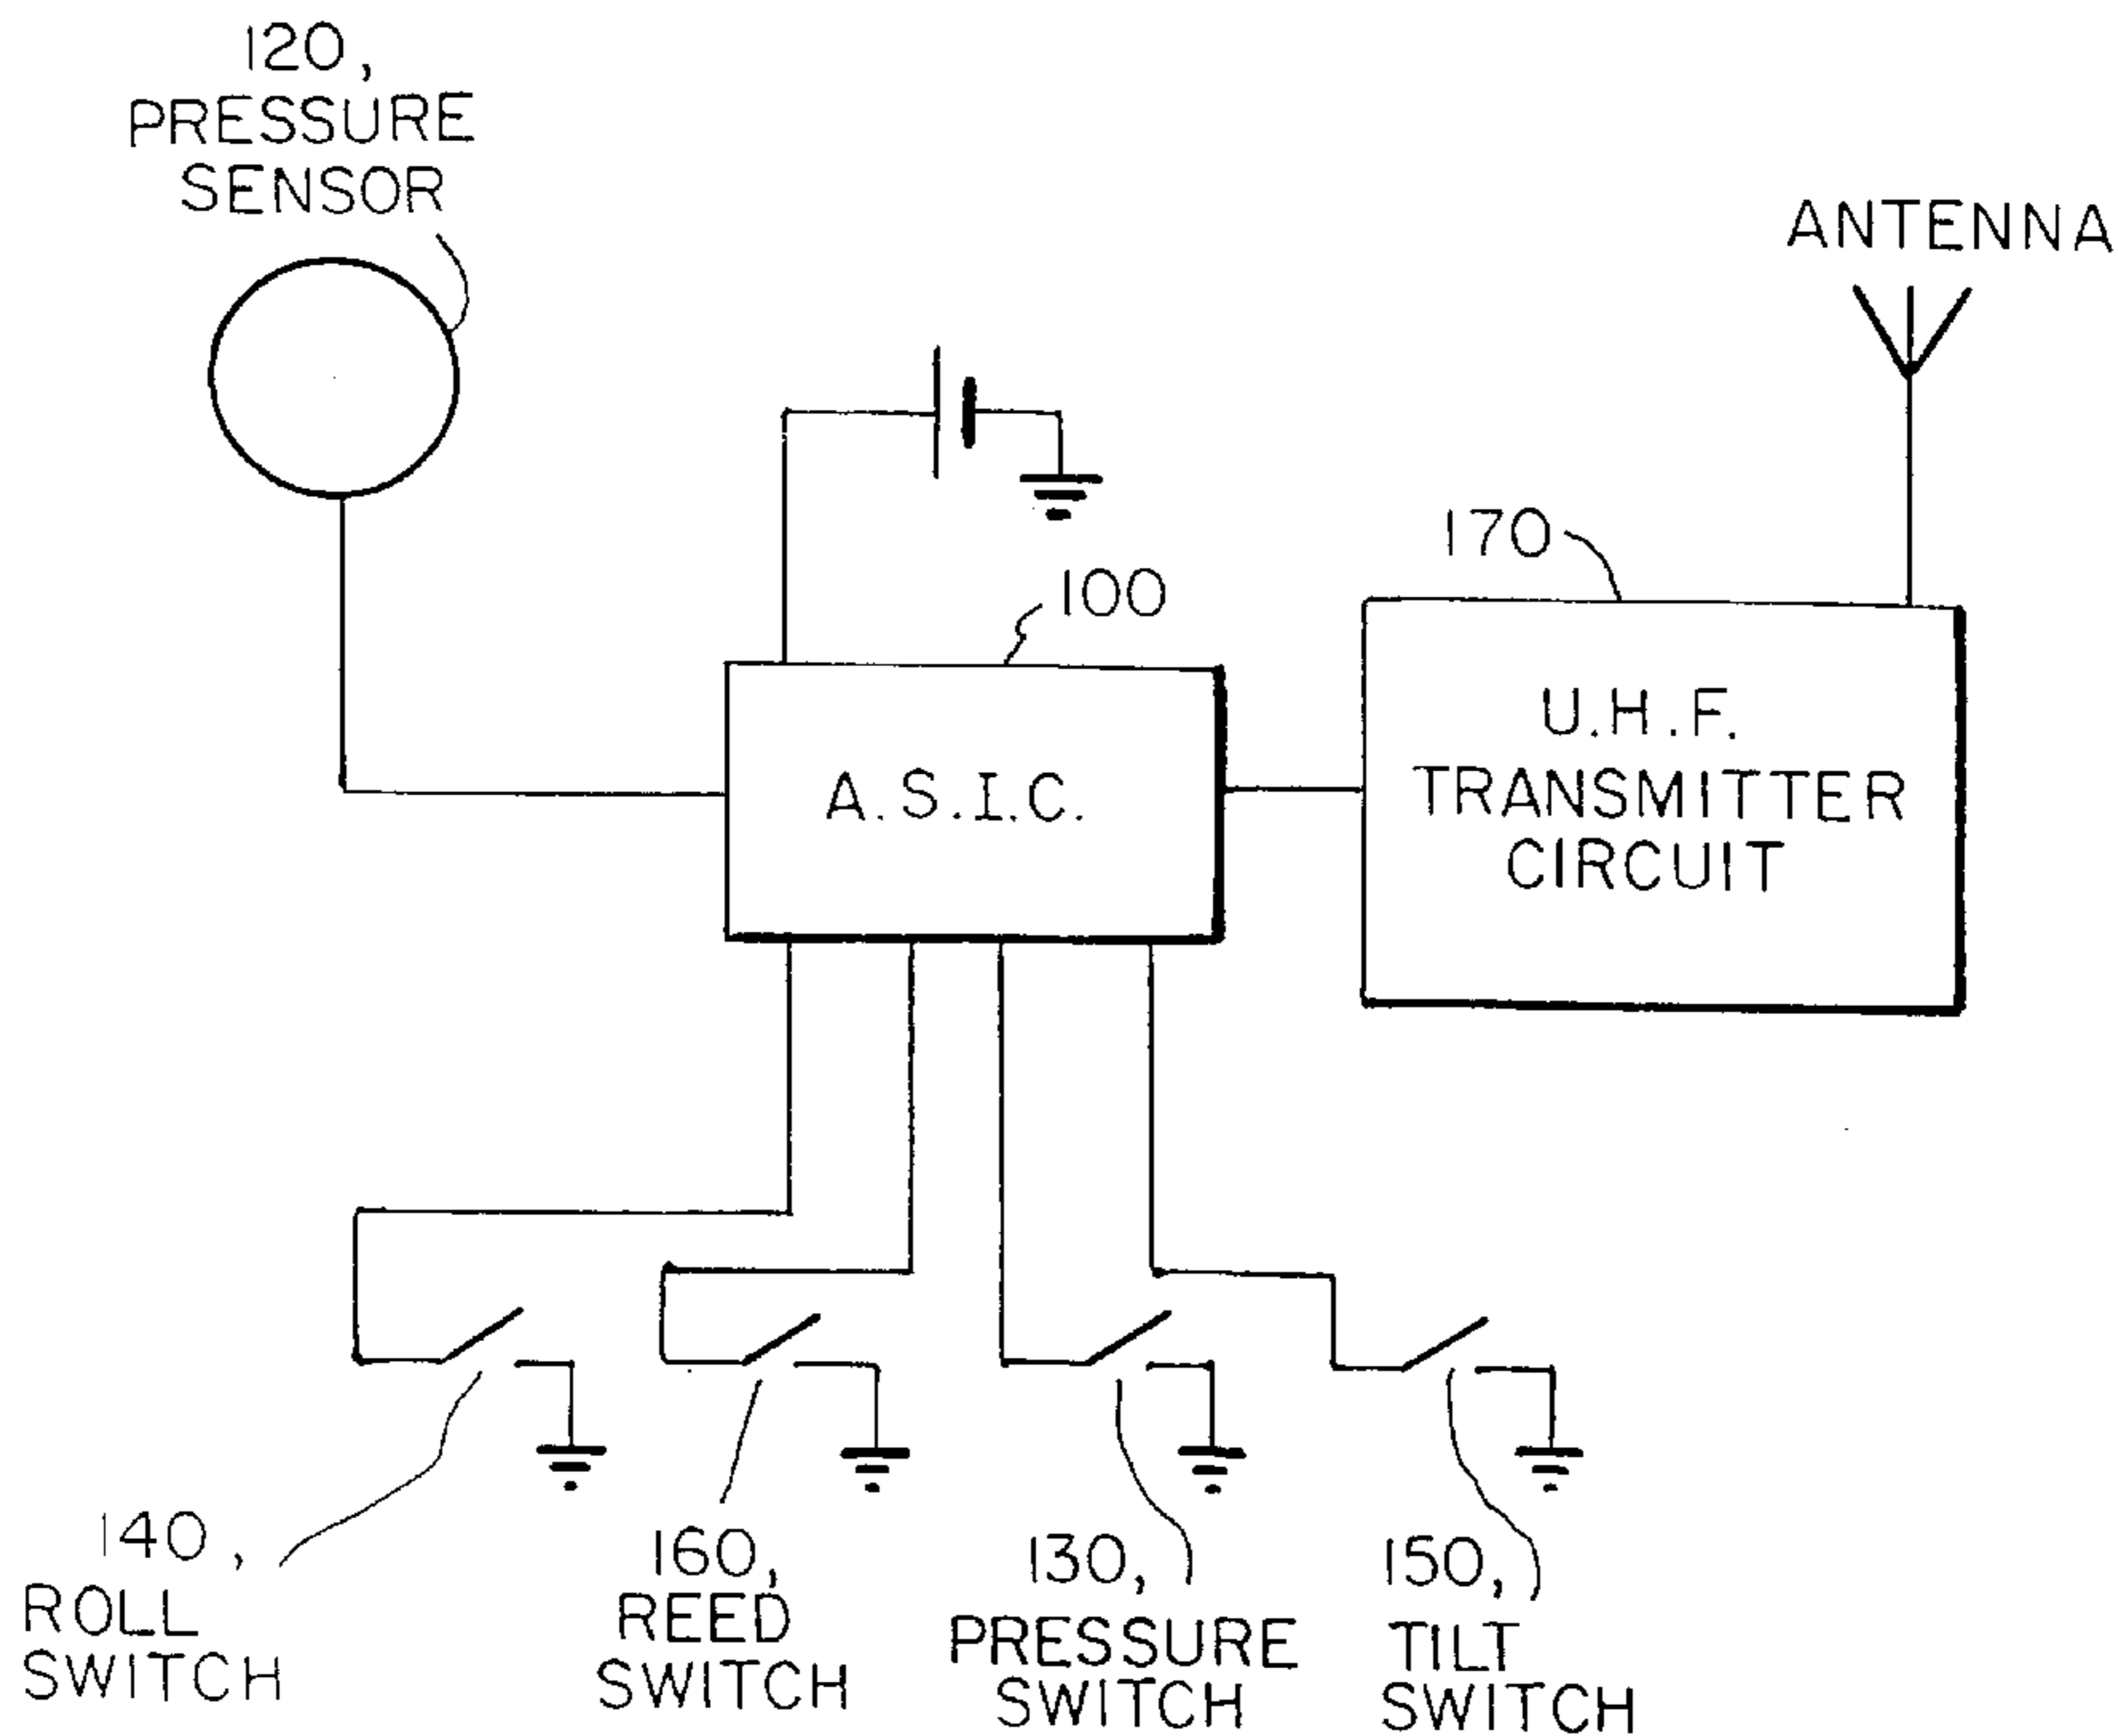 120,
PRESSURE
SENSOR
ANTENNA
170
100
U.H.F.
TRANSMITTER
CIRCUIT
A.S.I.C.
140,
ROLL
SWITCH
160,
REED
SWITCH
130,
PRESSURE
SWITCH
150,
TILT
SWITCH